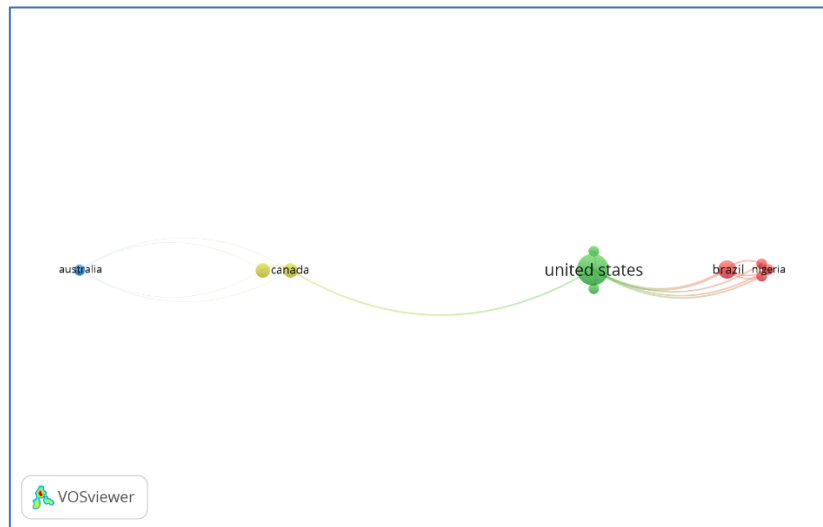 australia
canada
united states
brazil
nigeria
VOSviewer